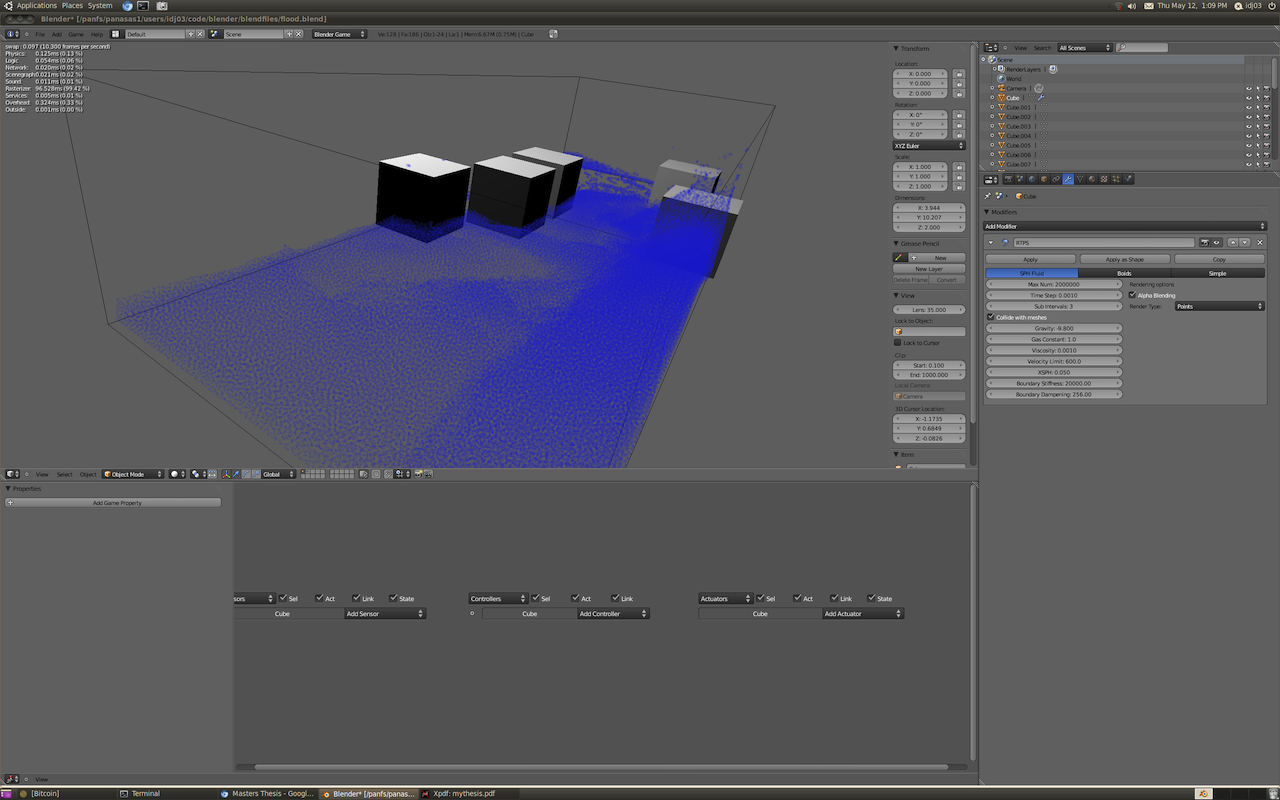 Applications Places System Thu May 12, 1:09 PM idj03
Blender* [/panfs/panasas1/users/idj03/code/blender/blendfiles/flood.blend]
File Add Game Help Default Scene Blender Game Ve:128 | Fa:188 | Ob:1-24 | La:1 | Mem:6.67M (0.75M) | Cube
swap : 0.097 (10.300 frames per second)
Physics: 0.125ms (0.13 %)
Logic: 0.054ms (0.06 %)
Network: 0.020ms (0.02 %)
Scenegraph: 0.021ms (0.02 %)
Sound: 0.011ms (0.01 %)
Rasterizer: 96.528ms (99.42 %)
Services: 0.005ms (0.01 %)
Overhead: 0.324ms (0.33 %)
Outside: 0.001ms (0.00 %)
Transform
Location:
X: 0.000
Y: 0.000
Z: 0.000
Rotation:
X: 0°
Y: 0°
Z: 0°
XYZ Euler
Scale:
X: 1.000
Y: 1.000
Z: 1.000
Dimensions:
X: 3.944
Y: 10.207
Z: 2.000
Grease Pencil
New
New Layer
Delete Frame Convert
View
Lens: 35.000
Lock to Object:
Lock to Cursor
Clip:
Start: 0.100
End: 1000.000
Local Camera:
Camera
3D Cursor Location:
X: -1.1735
Y: 0.6849
Z: -0.0826
Items
View Select Object Object Mode Global
View Search All Scenes
Scene
RenderLayers
World
Camera
Cube
Cube.001
Cube.002
Cube.003
Cube.004
Cube.005
Cube.006
Cube.007
Cube
Modifiers
Add Modifier
RTPS
Apply Apply as Shape Copy
SPH Fluid Boids Simple
Max Num: 2000000 Rendering options
Time Step: 0.0010 Alpha Blending
Sub Intervals: 3 Render Type: Points
Collide with meshes
Gravity: -9.800
Gas Constant: 1.0
Viscosity: 0.0010
Velocity Limit: 600.0
XSPH: 0.050
Boundary Stiffness: 20000.00
Boundary Dampening: 256.00
Properties
Add Game Property
sors Sel Act Link State Controllers Sel Act Link Actuators Sel Act Link State
Cube Add Sensor Cube Add Controller Cube Add Actuator
View
[Bitcoin] Terminal Masters Thesis - Googl... Blender* [/panfs/panas... Xpdf: mythesis.pdf